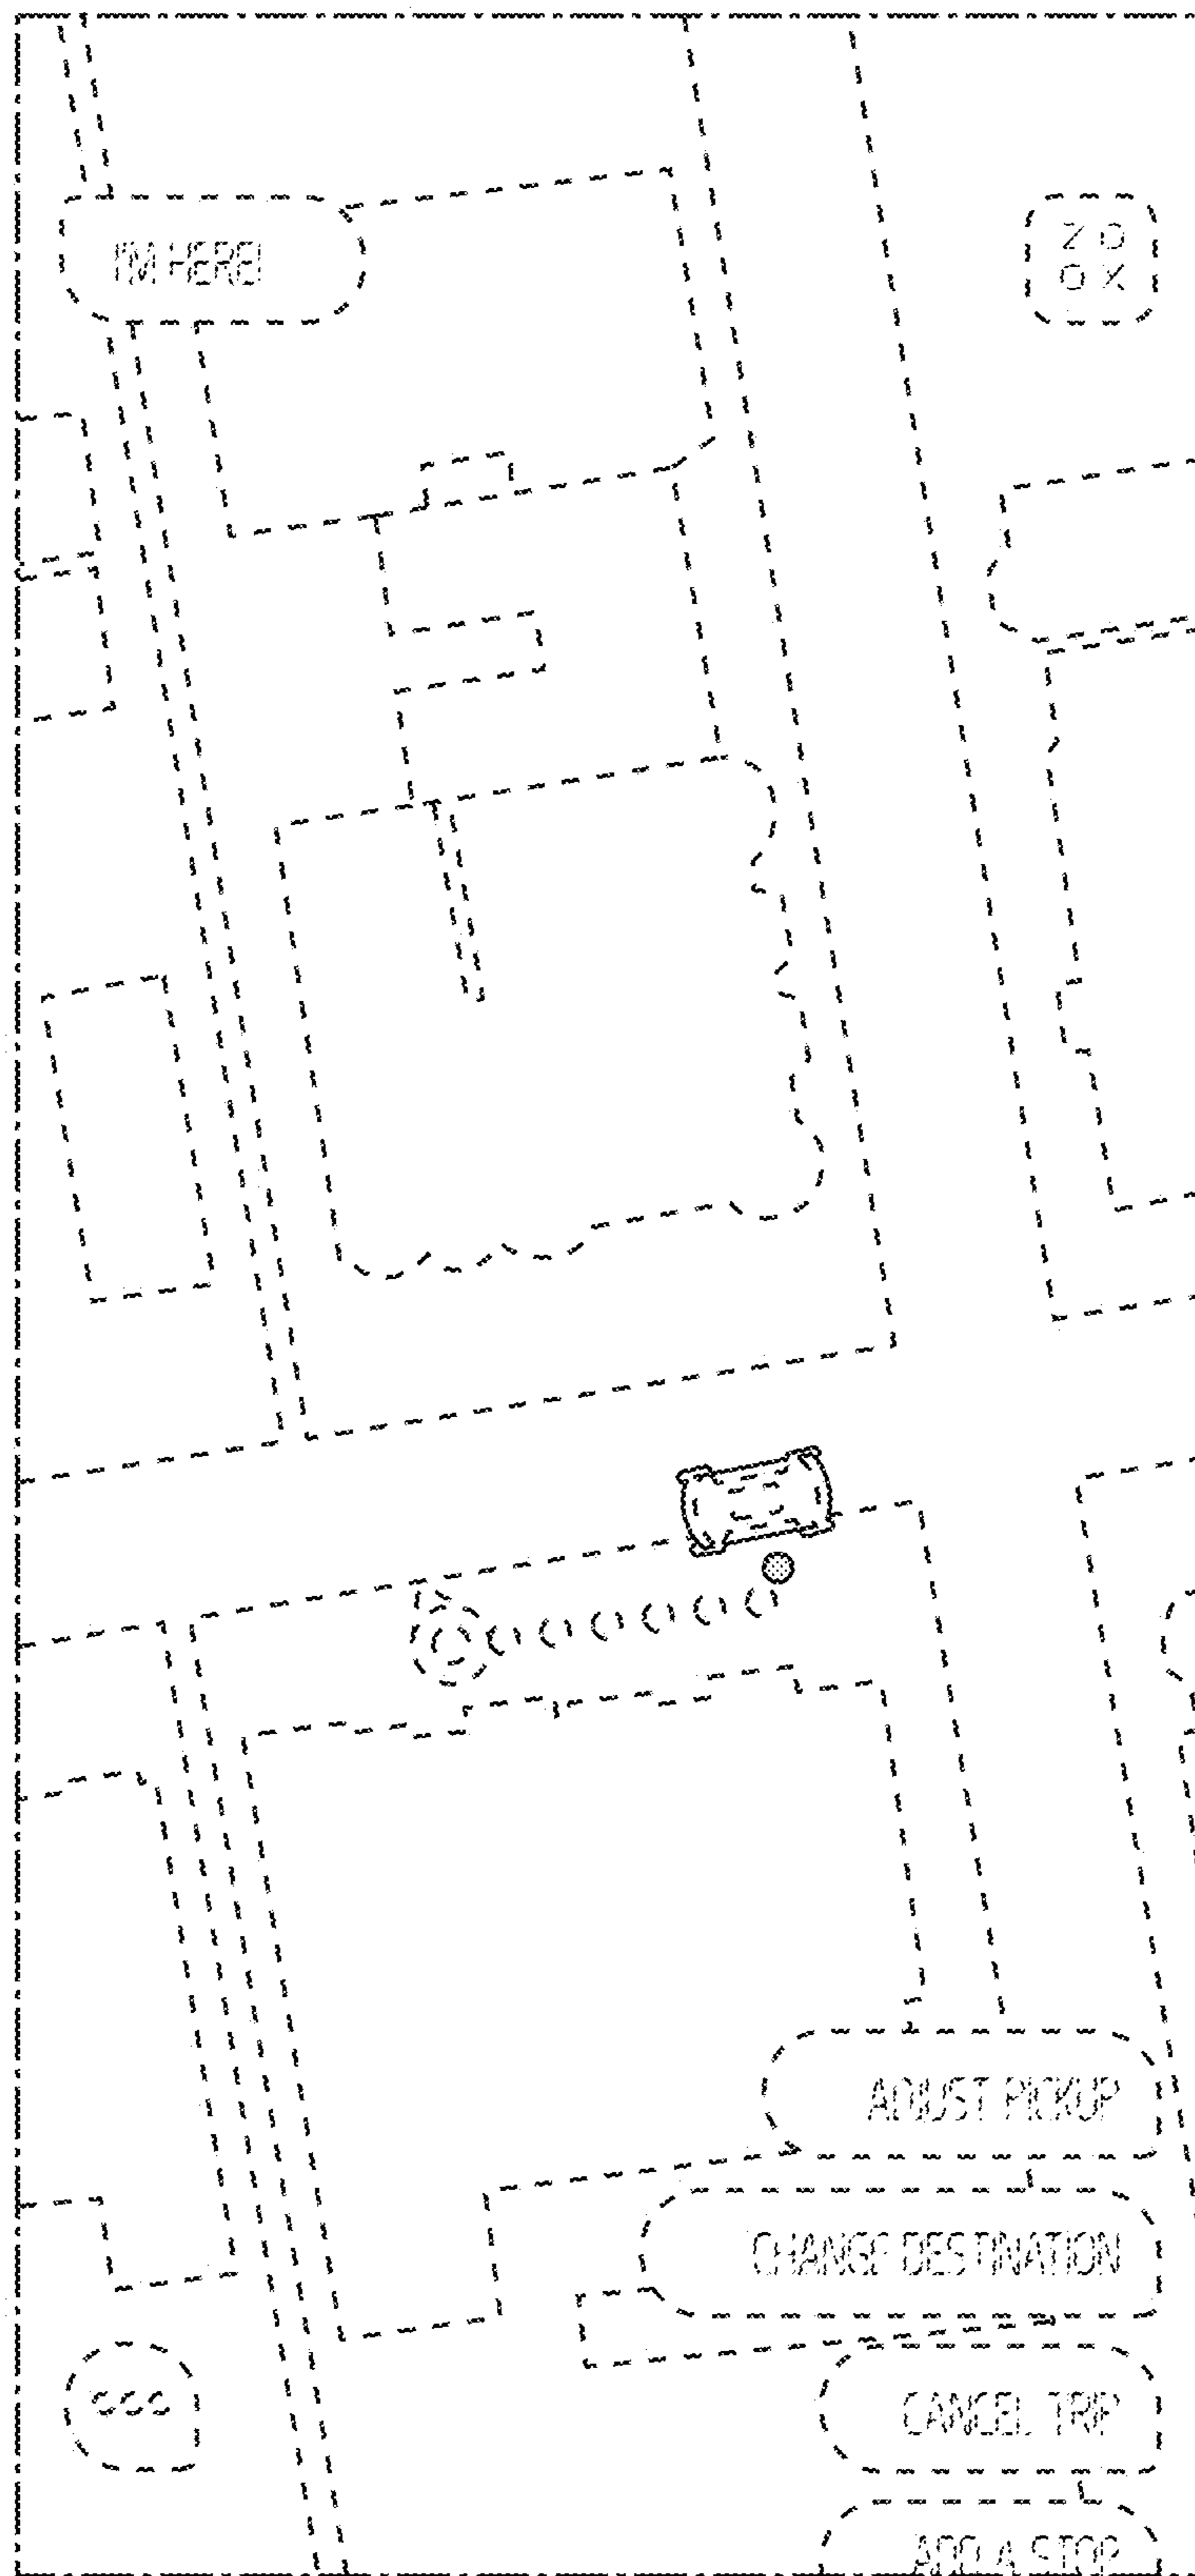 I'M HERE!
Z O
O X
ADJUST PICKUP
CHANGE DESTINATION
CANCEL TRIP
ADD A STOP